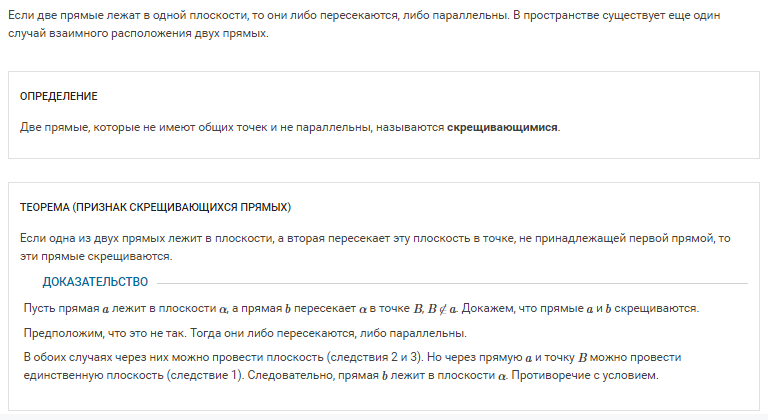 Если две прямые лежат в одной плоскости, то они либо пересекаются, либо параллельны. В пространстве существует еще один
случай взаимного расположения двух прямых.
ОПРЕДЕЛЕНИЕ
Две прямые, которые не имеют общих точек и не параллельны, называются скрещивающимися.
ТЕОРЕМА (ПРИЗНАК СКРЕЩИВАЮЩИХСЯ ПРЯМЫХ)
Если одна из двух прямых лежит в плоскости, а вторая пересекает эту плоскость в точке, не принадлежащей первой прямой, то
эти прямые скрещиваются.
ДОКАЗАТЕЛЬСТВО
Пусть прямая a лежит в плоскости α, а прямая b пересекает α в точке B, B ∉ a. Докажем, что прямые a и b скрещиваются.
Предположим, что это не так. Тогда они либо пересекаются, либо параллельны.
В обоих случаях через них можно провести плоскость (следствия 2 и 3). Но через прямую a и точку B можно провести
единственную плоскость (следствие 1). Следовательно, прямая b лежит в плоскости α. Противоречие с условием.